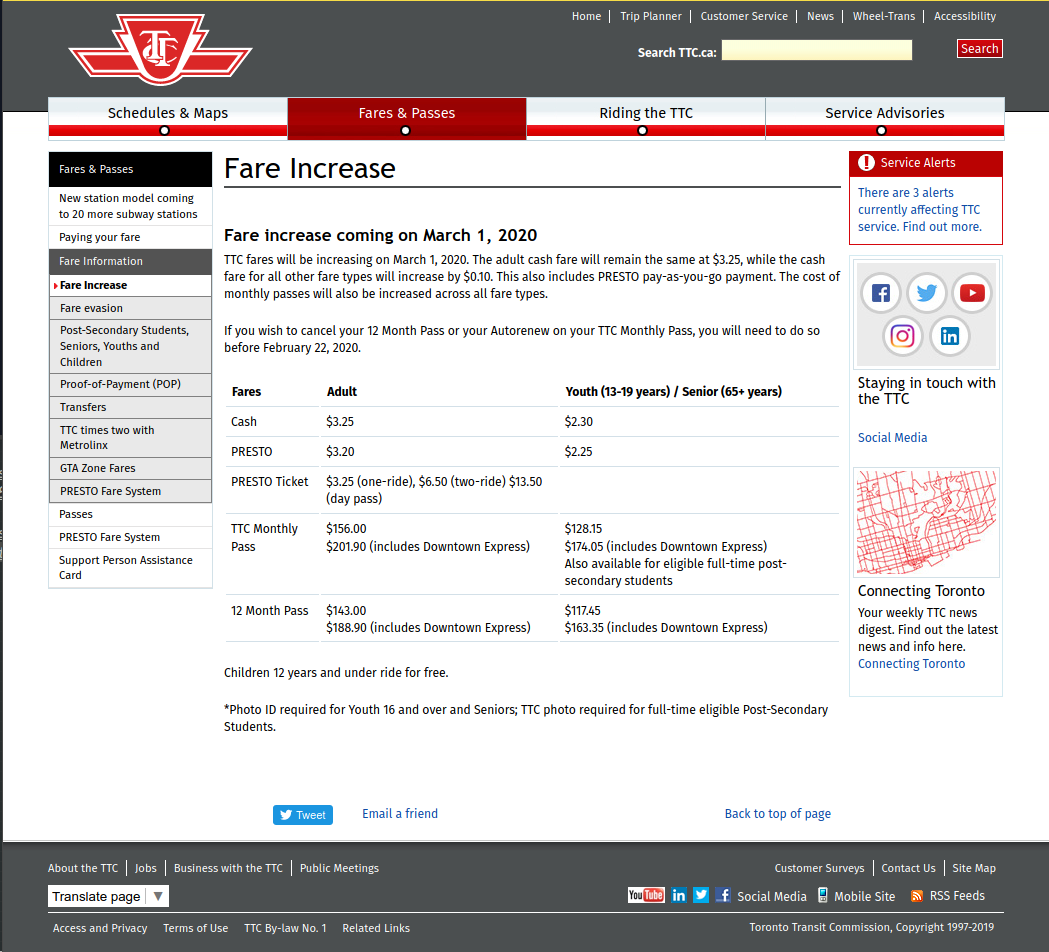 Home | Trip Planner | Customer Service | News | Wheel-Trans | Accessibility
Search TTC.ca:
Search
Schedules & Maps
Fares & Passes
Riding the TTC
Service Advisories
Fares & Passes
New station model coming
to 20 more subway stations
Paying your fare
Fare Information
Fare Increase
Fare evasion
Post-Secondary Students,
Seniors, Youths and
Children
Proof-of-Payment (POP)
Transfers
TTC times two with
Metrolinx
GTA Zone Fares
PRESTO Fare System
Passes
PRESTO Fare System
Support Person Assistance
Card
Fare Increase
Fare increase coming on March 1, 2020
TTC fares will be increasing on March 1, 2020. The adult cash fare will remain the same at $3.25, while the cash
fare for all other fare types will increase by $0.10. This also includes PRESTO pay-as-you-go payment. The cost of
monthly passes will also be increased across all fare types.
If you wish to cancel your 12 Month Pass or your Autorenew on your TTC Monthly Pass, you will need to do so
before February 22, 2020.
Fares Adult Youth (13-19 years) / Senior (65+ years)
Cash $3.25 $2.30
PRESTO $3.20 $2.25
PRESTO Ticket $3.25 (one-ride), $6.50 (two-ride) $13.50
(day pass)
TTC Monthly $156.00 $128.15
Pass $201.90 (includes Downtown Express) $174.05 (includes Downtown Express)
Also available for eligible full-time post-
secondary students
12 Month Pass $143.00 $117.45
$188.90 (includes Downtown Express) $163.35 (includes Downtown Express)
Children 12 years and under ride for free.
*Photo ID required for Youth 16 and over and Seniors; TTC photo required for full-time eligible Post-Secondary
Students.
Tweet
Email a friend
Back to top of page
Service Alerts
There are 3 alerts
currently affecting TTC
service. Find out more.
Staying in touch with
the TTC
Social Media
Connecting Toronto
Your weekly TTC news
digest. Find out the latest
news and info here.
Connecting Toronto
About the TTC | Jobs | Business with the TTC | Public Meetings
Customer Surveys | Contact Us | Site Map
Translate page ▼
YouTube Social Media Mobile Site RSS Feeds
Access and Privacy Terms of Use TTC By-law No. 1 Related Links
Toronto Transit Commission, Copyright 1997-2019